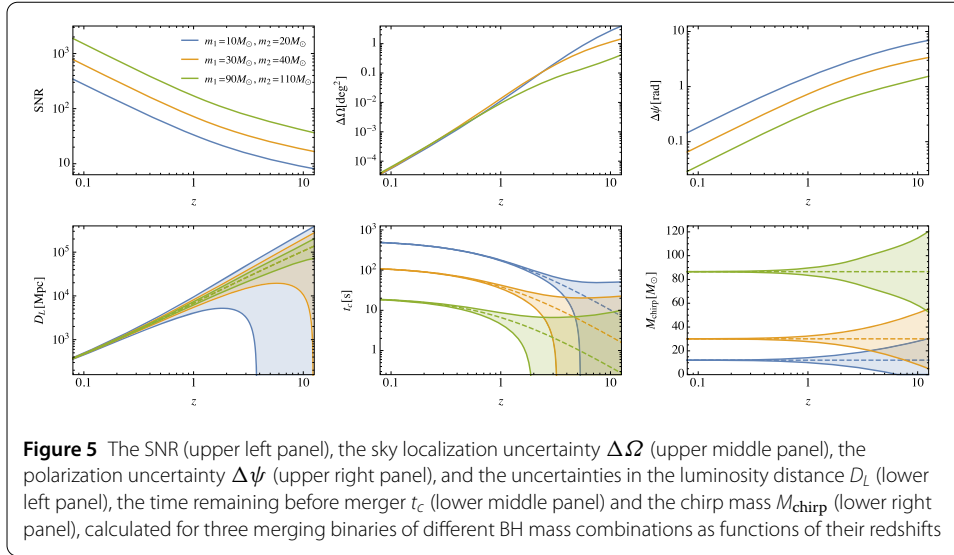 10³
10²
10
SNR
m₁=10M⊙, m₂=20M⊙
m₁=30M⊙, m₂=40M⊙
m₁=90M⊙, m₂=110M⊙
0.1 1 10
z
1
0.1
10⁻²
10⁻³
10⁻⁴
ΔΩ[deg²]
0.1 1 10
z
10
1
0.1
Δψ[rad]
0.1 1 10
z
10⁵
10⁴
10³
D_L[Mpc]
0.1 1 10
z
10³
10²
10
1
t_c[s]
0.1 1 10
z
120
100
80
60
40
20
0
M_chirp[M⊙]
0.1 1 10
z
Figure 5 The SNR (upper left panel), the sky localization uncertainty ΔΩ (upper middle panel), the
polarization uncertainty Δψ (upper right panel), and the uncertainties in the luminosity distance D_L (lower
left panel), the time remaining before merger t_c (lower middle panel) and the chirp mass M_chirp (lower right
panel), calculated for three merging binaries of different BH mass combinations as functions of their redshifts